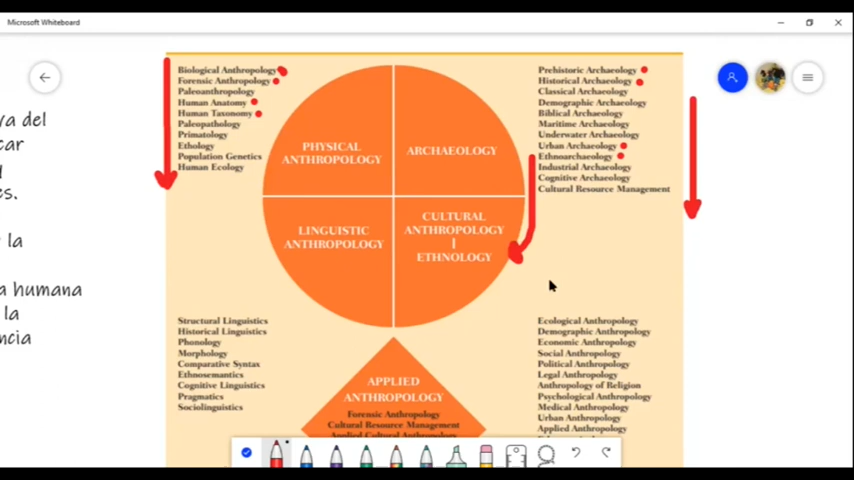 Microsoft Whiteboard
va del
car
es.
la
a humana
la
ncia
Biological Anthropology
Forensic Anthropology
Paleoanthropology
Human Anatomy
Human Taxonomy
Paleopathology
Primatology
Ethology
Population Genetics
Human Ecology
PHYSICAL
ANTHROPOLOGY
ARCHAEOLOGY
Prehistoric Archaeology
Historical Archaeology
Classical Archaeology
Demographic Archaeology
Biblical Archaeology
Maritime Archaeology
Underwater Archaeology
Urban Archaeology
Ethnoarchaeology
Industrial Archaeology
Cognitive Archaeology
Cultural Resource Management
LINGUISTIC
ANTHROPOLOGY
CULTURAL
ANTHROPOLOGY
|
ETHNOLOGY
Structural Linguistics
Historical Linguistics
Phonology
Morphology
Comparative Syntax
Ethnosemantics
Cognitive Linguistics
Pragmatics
Sociolinguistics
APPLIED
ANTHROPOLOGY
Forensic Anthropology
Cultural Resource Management
Applied Cultural Anthropology
Ecological Anthropology
Demographic Anthropology
Economic Anthropology
Social Anthropology
Political Anthropology
Legal Anthropology
Anthropology of Religion
Psychological Anthropology
Medical Anthropology
Urban Anthropology
Applied Anthropology